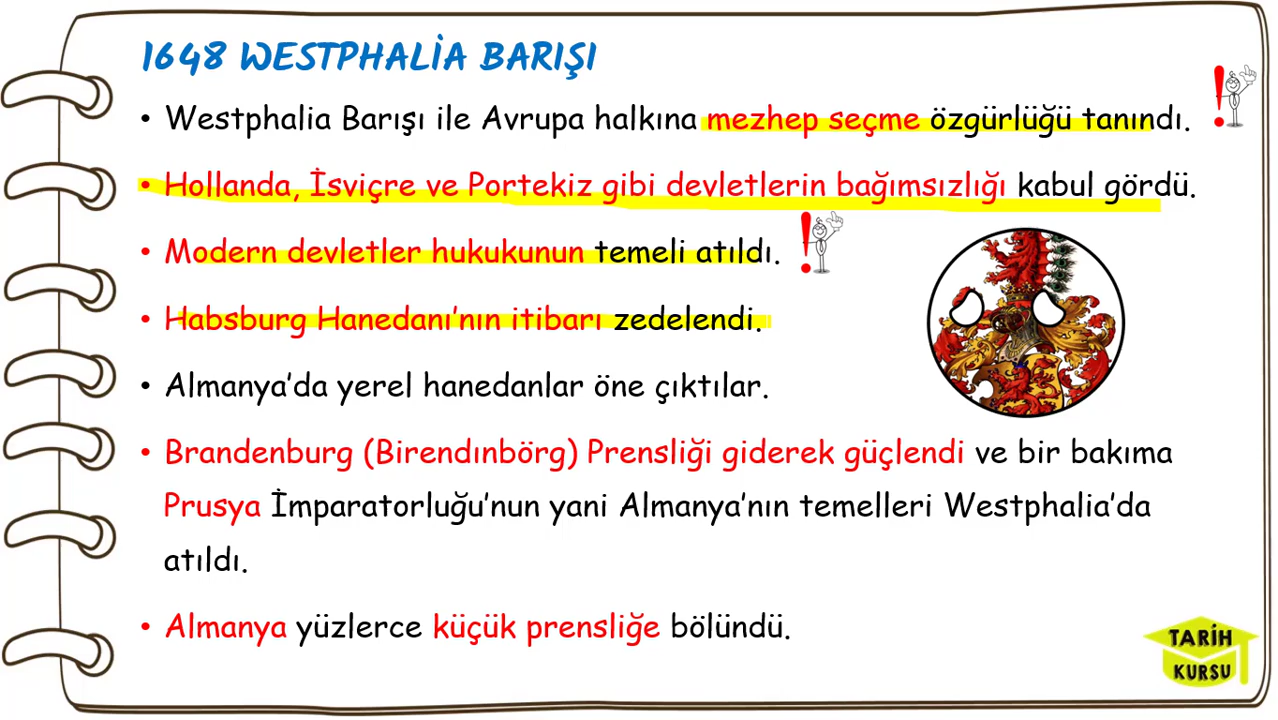 1648 WESTPHALİA BARIŞI
• Westphalia Barışı ile Avrupa halkına mezhep seçme özgürlüğü tanındı.
• Hollanda, İsviçre ve Portekiz gibi devletlerin bağımsızlığı kabul gördü.
• Modern devletler hukukunun temeli atıldı.
• Habsburg Hanedanı’nın itibarı zedelendi.
• Almanya’da yerel hanedanlar öne çıktılar.
• Brandenburg (Birendınbörg) Prensliği giderek güçlendi ve bir bakıma
Prusya İmparatorluğu’nun yani Almanya’nın temelleri Westphalia’da
atıldı.
• Almanya yüzlerce küçük prensliğe bölündü.
TARİH
KURSU